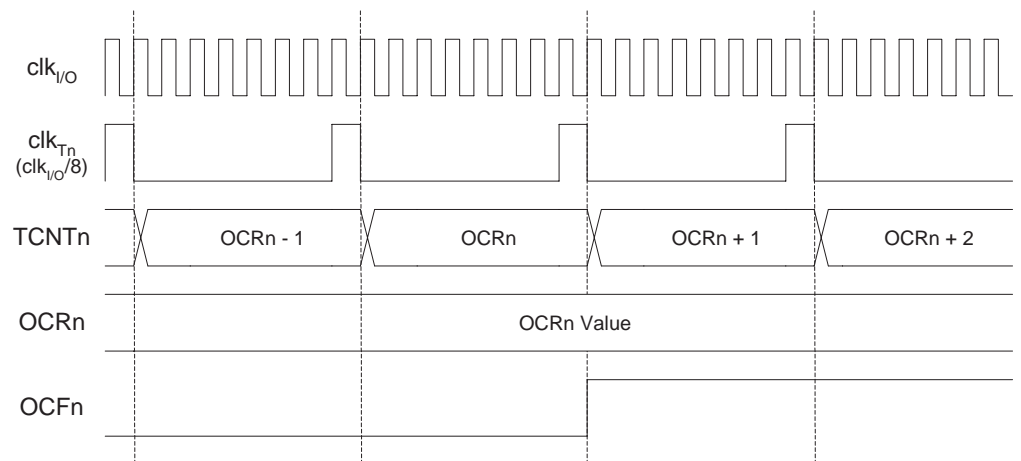 clkI/O
clkTn
(clkI/O/8)
TCNTn
OCRn - 1
OCRn
OCRn + 1
OCRn + 2
OCRn
OCRn Value
OCFn